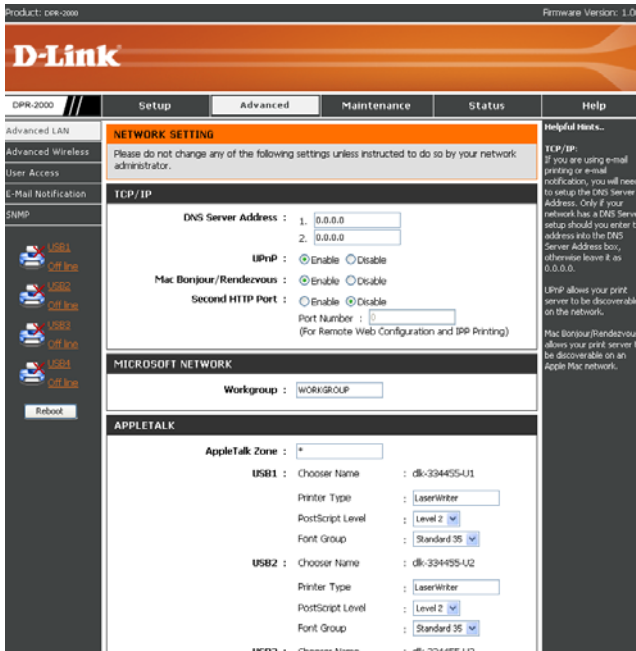 Product: DPR-2000
Firmware Version: 1.0
D-Link
DPR-2000
Setup
Advanced
Maintenance
Status
Help
Advanced LAN
Advanced Wireless
User Access
E-Mail Notification
SNMP
USB1
Off line
USB2
Off line
USB3
Off line
USB4
Off line
Reboot
NETWORK SETTING
Please do not change any of the following settings unless instructed to do so by your network
administrator.
TCP/IP
DNS Server Address :
1. 0.0.0.0
2. 0.0.0.0
UPnP : Enable Disable
Mac Bonjour/Rendezvous : Enable Disable
Second HTTP Port : Enable Disable
Port Number : 0
(For Remote Web Configuration and IPP Printing)
MICROSOFT NETWORK
Workgroup : WORKGROUP
APPLETALK
AppleTalk Zone : *
USB1 : Chooser Name : dlk-334455-U1
Printer Type : LaserWriter
PostScript Level : Level 2
Font Group : Standard 35
USB2 : Chooser Name : dlk-334455-U2
Printer Type : LaserWriter
PostScript Level : Level 2
Font Group : Standard 35
USB3 : Chooser Name : dlk-334455-U3
Helpful Hints..
TCP/IP:
If you are using e-mail
printing or e-mail
notification, you will nee
to setup the DNS Server
Address. Only if your
network has a DNS Serve
setup should you enter t
address into the DNS
Server Address box,
otherwise leave it as
0.0.0.0.
UPnP allows your print
server to be discoverable
on the network.
Mac Bonjour/Rendezvou
allows your print server t
be discoverable on an
Apple Mac network.